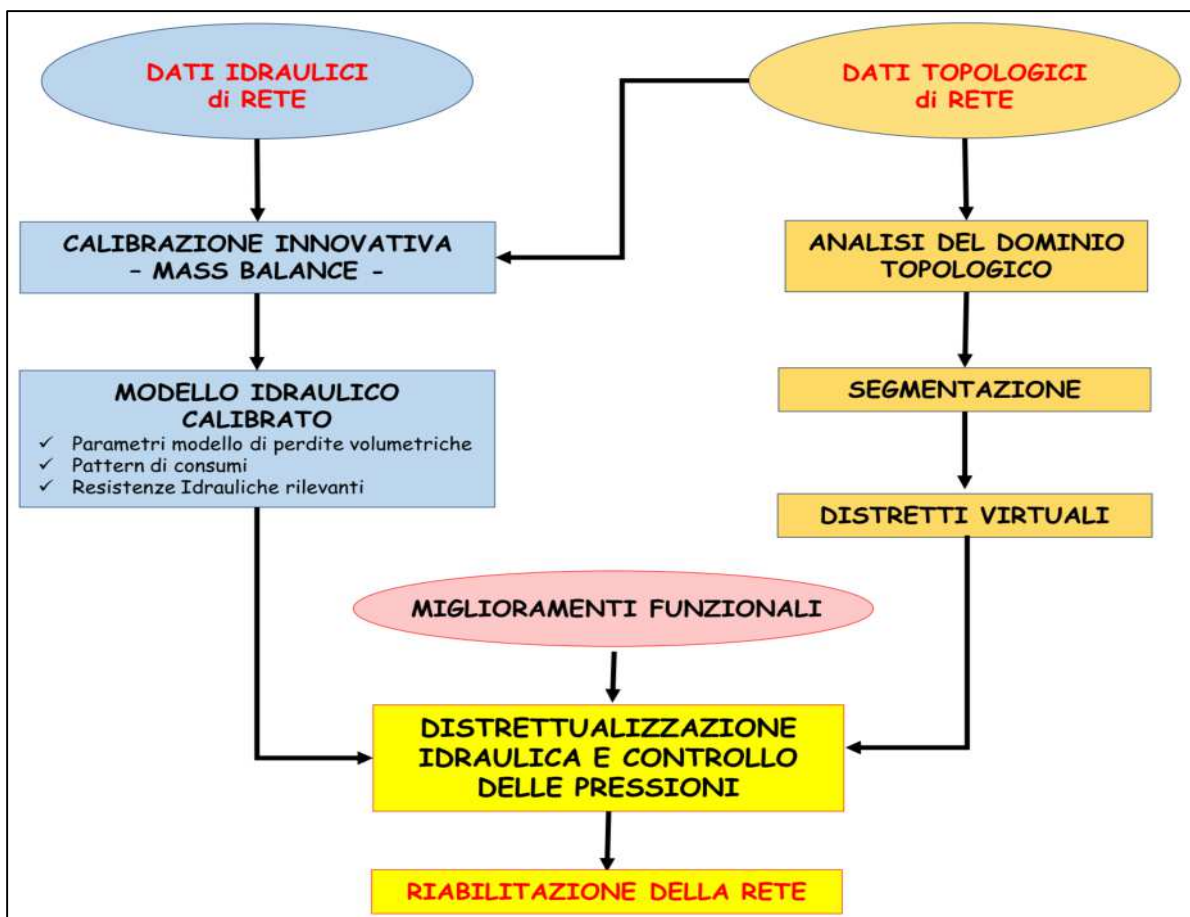 DATI IDRAULICI
di RETE
DATI TOPOLOGICI
di RETE
CALIBRAZIONE INNOVATIVA
– MASS BALANCE -
ANALISI DEL DOMINIO
TOPOLOGICO
MODELLO IDRAULICO
CALIBRATO
✓ Parametri modello di perdite volumetriche
✓ Pattern di consumi
✓ Resistenze Idrauliche rilevanti
SEGMENTAZIONE
DISTRETTI VIRTUALI
MIGLIORAMENTI FUNZIONALI
DISTRETTUALIZZAZIONE
IDRAULICA E CONTROLLO
DELLE PRESSIONI
RIABILITAZIONE DELLA RETE